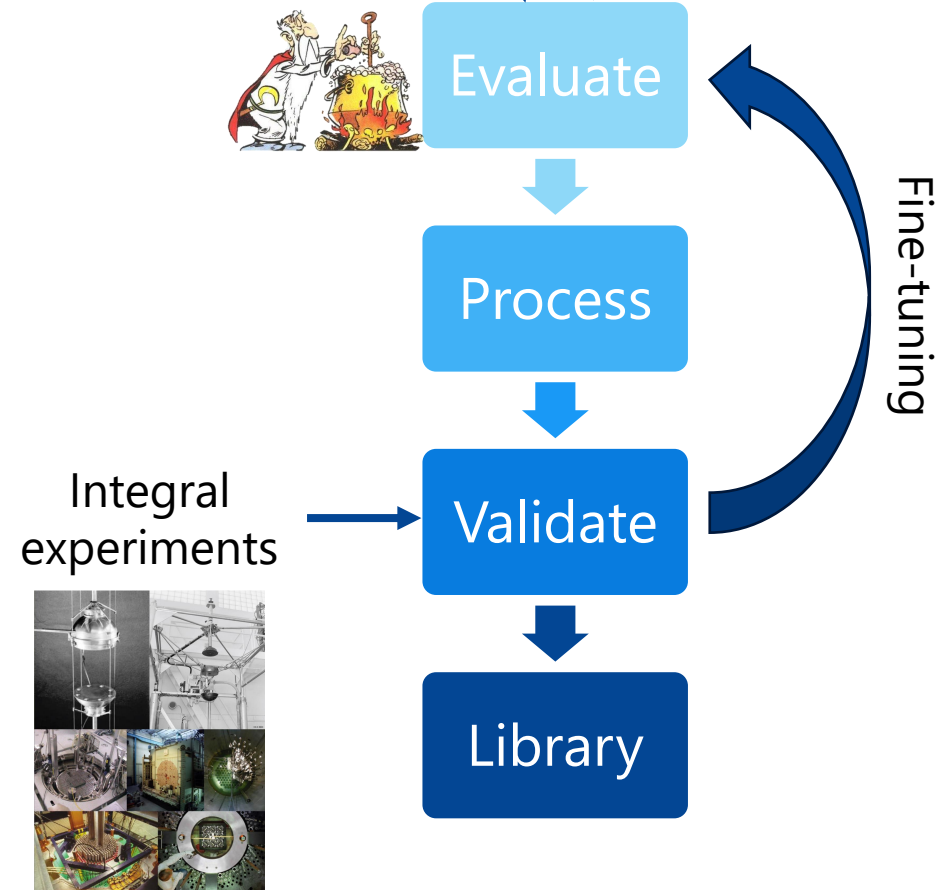 Evaluate
Process
Fine-tuning
Integral
experiments
Validate
Library